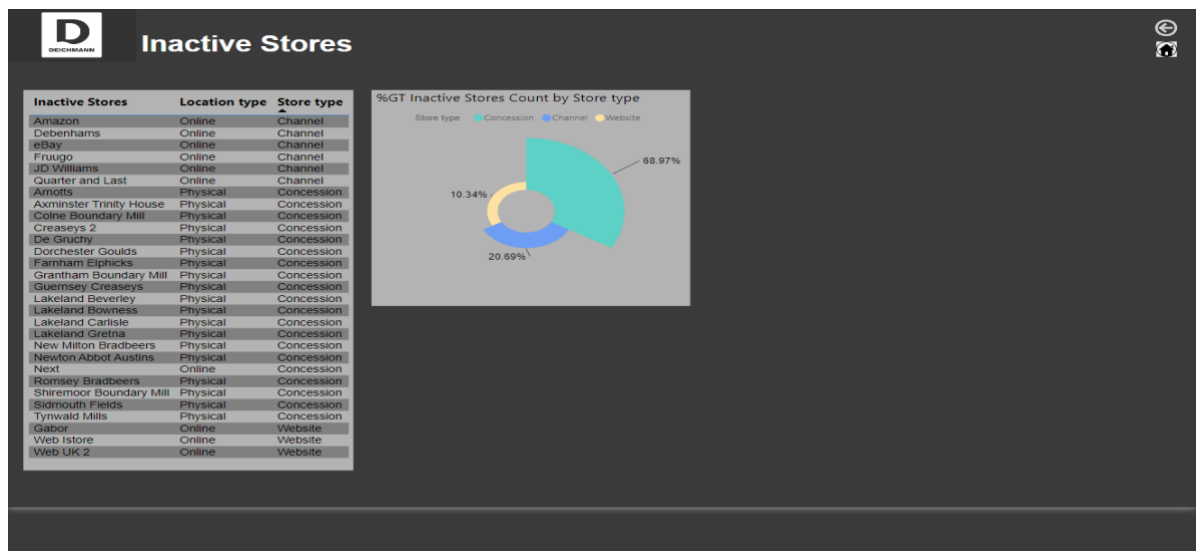 D
DEICHMANN
Inactive Stores
Inactive Stores Location type Store type
Amazon Online Channel
Debenhams Online Channel
eBay Online Channel
Fruugo Online Channel
JD Williams Online Channel
Quarter and Last Online Channel
Arnotts Physical Concession
Axminster Trinity House Physical Concession
Colne Boundary Mill Physical Concession
Creaseys 2 Physical Concession
De Gruchy Physical Concession
Dorchester Goulds Physical Concession
Farnham Elphicks Physical Concession
Grantham Boundary Mill Physical Concession
Guernsey Creaseys Physical Concession
Lakeland Beverley Physical Concession
Lakeland Bowness Physical Concession
Lakeland Carlisle Physical Concession
Lakeland Gretna Physical Concession
New Milton Bradbeers Physical Concession
Newton Abbot Austins Physical Concession
Next Online Concession
Romsey Bradbeers Physical Concession
Shiremoor Boundary Mill Physical Concession
Sidmouth Fields Physical Concession
Tynwald Mills Physical Concession
Gabor Online Website
Web Istore Online Website
Web UK 2 Online Website
%GT Inactive Stores Count by Store type
Store type Concession Channel Website
68.97%
10.34%
20.69%